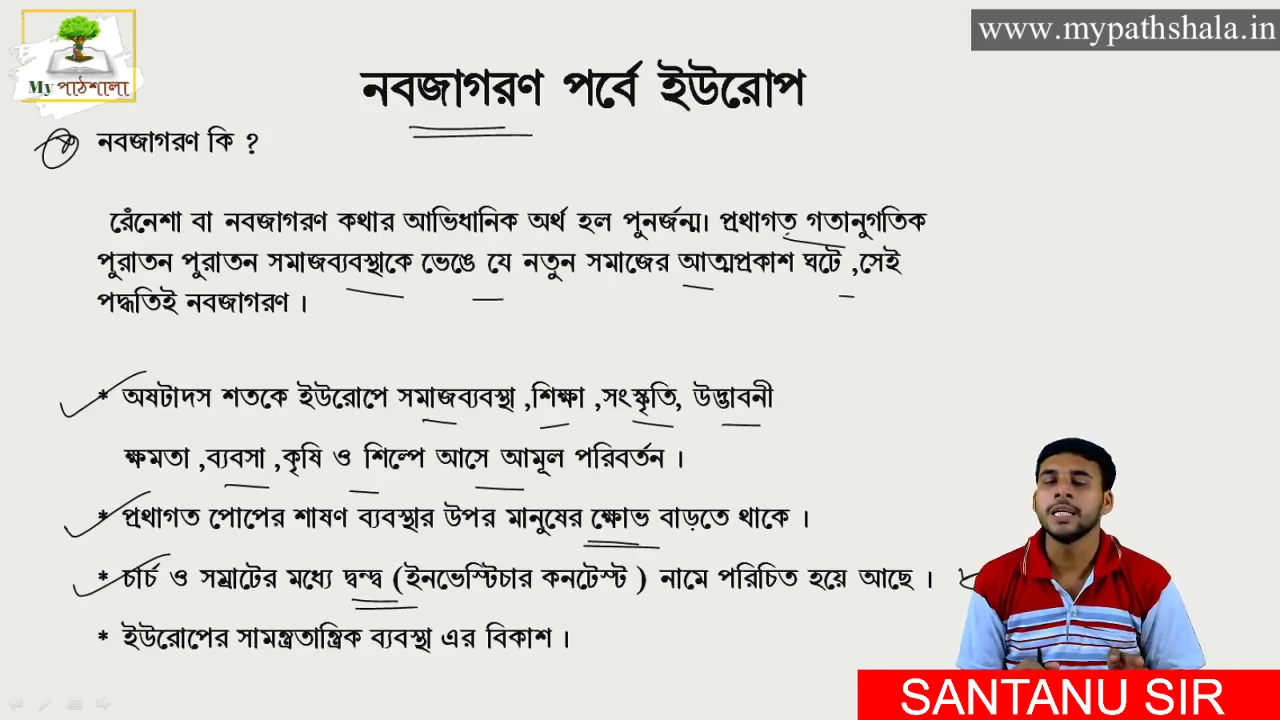 www.mypathshala.in
My পাঠশালা
নবজাগরণ পর্বে ইউরোপ
নবজাগরণ কি ?
রেঁনেশা বা নবজাগরণ কথার আভিধানিক অর্থ হল পুনর্জন্ম। প্রথাগত গতানুগতিক
পুরাতন পুরাতন সমাজব্যবস্থাকে ভেঙে যে নতুন সমাজের আত্মপ্রকাশ ঘটে ,সেই
পদ্ধতিই নবজাগরণ ।
* অষটাদস শতকে ইউরোপে সমাজব্যবস্থা ,শিক্ষা ,সংস্কৃতি, উদ্ভাবনী
ক্ষমতা ,ব্যবসা ,কৃষি ও শিল্পে আসে আমূল পরিবর্তন ।
* প্রথাগত পোপের শাষণ ব্যবস্থার উপর মানুষের ক্ষোভ বাড়তে থাকে ।
* চার্চ ও সম্রাটের মধ্যে দ্বন্দ্ব (ইনভেস্টিচার কনটেস্ট ) নামে পরিচিত হয়ে আছে ।
* ইউরোপের সামন্ত্রতান্ত্রিক ব্যবস্থা এর বিকাশ ।
SANTANU SIR